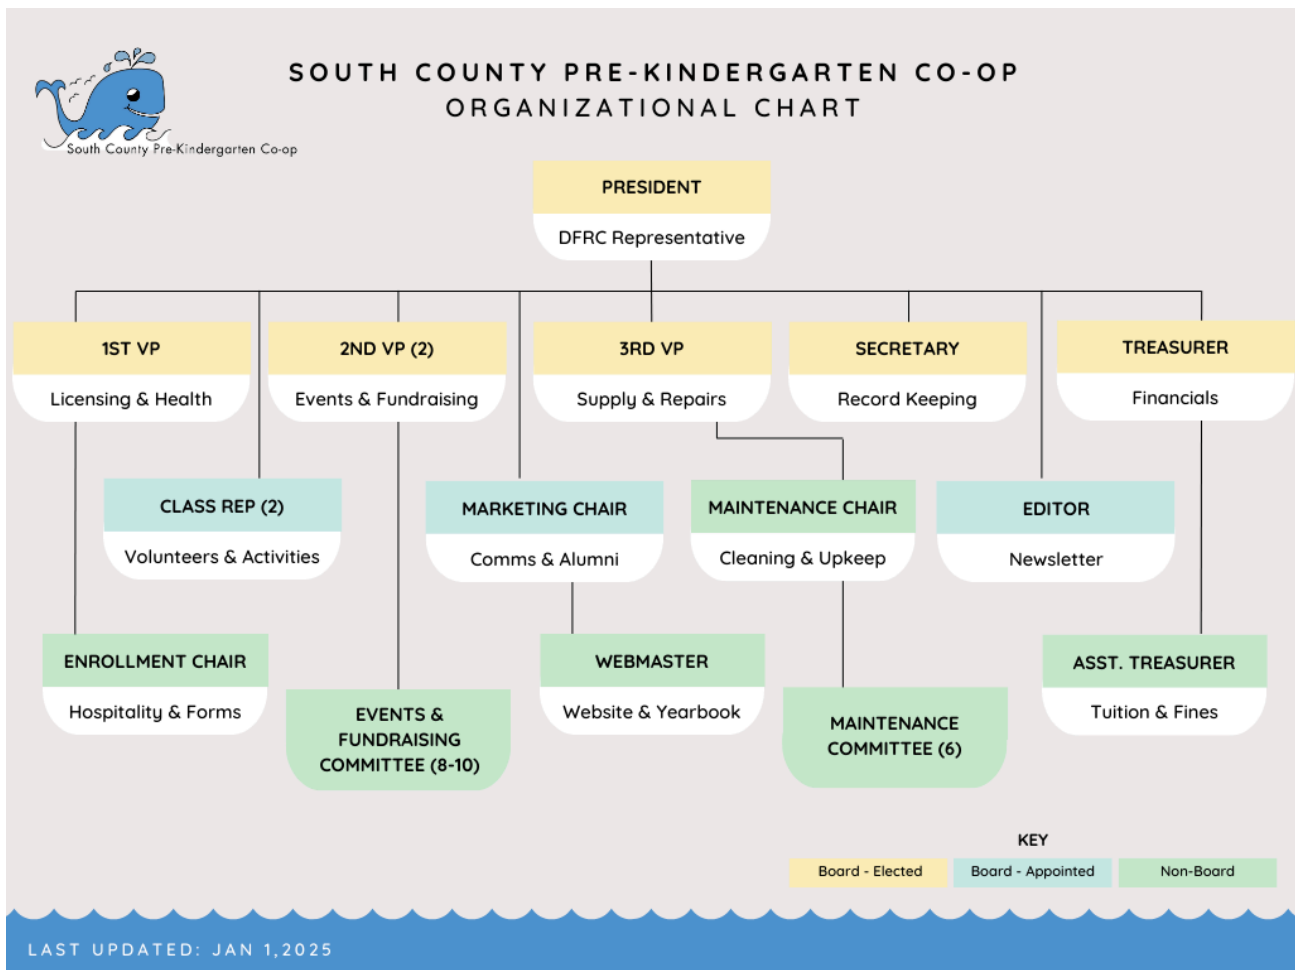 SOUTH COUNTY PRE-KINDERGARTEN CO-OP
ORGANIZATIONAL CHART
South County Pre-Kindergarten Co-op
PRESIDENT
DFRC Representative
1ST VP
Licensing & Health
2ND VP (2)
Events & Fundraising
3RD VP
Supply & Repairs
SECRETARY
Record Keeping
TREASURER
Financials
CLASS REP (2)
Volunteers & Activities
MARKETING CHAIR
Comms & Alumni
MAINTENANCE CHAIR
Cleaning & Upkeep
EDITOR
Newsletter
ENROLLMENT CHAIR
Hospitality & Forms
EVENTS &
FUNDRAISING
COMMITTEE (8-10)
WEBMASTER
Website & Yearbook
MAINTENANCE
COMMITTEE (6)
ASST. TREASURER
Tuition & Fines
KEY
Board - Elected
Board - Appointed
Non-Board
LAST UPDATED: JAN 1,2025